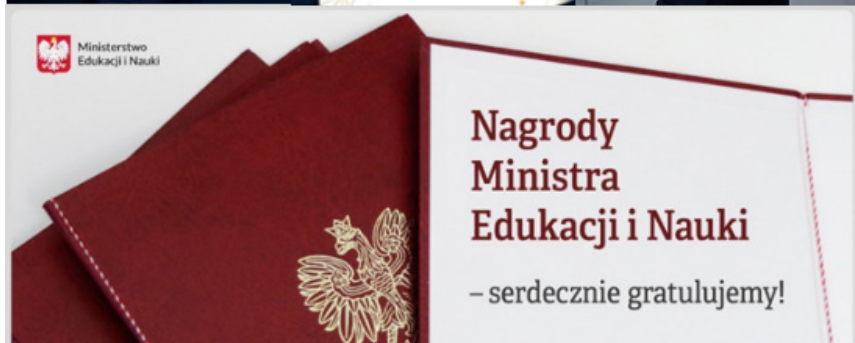 Ministerstwo
Edukacji i Nauki
Nagrody
Ministra
Edukacji i Nauki
– serdecznie gratulujemy!